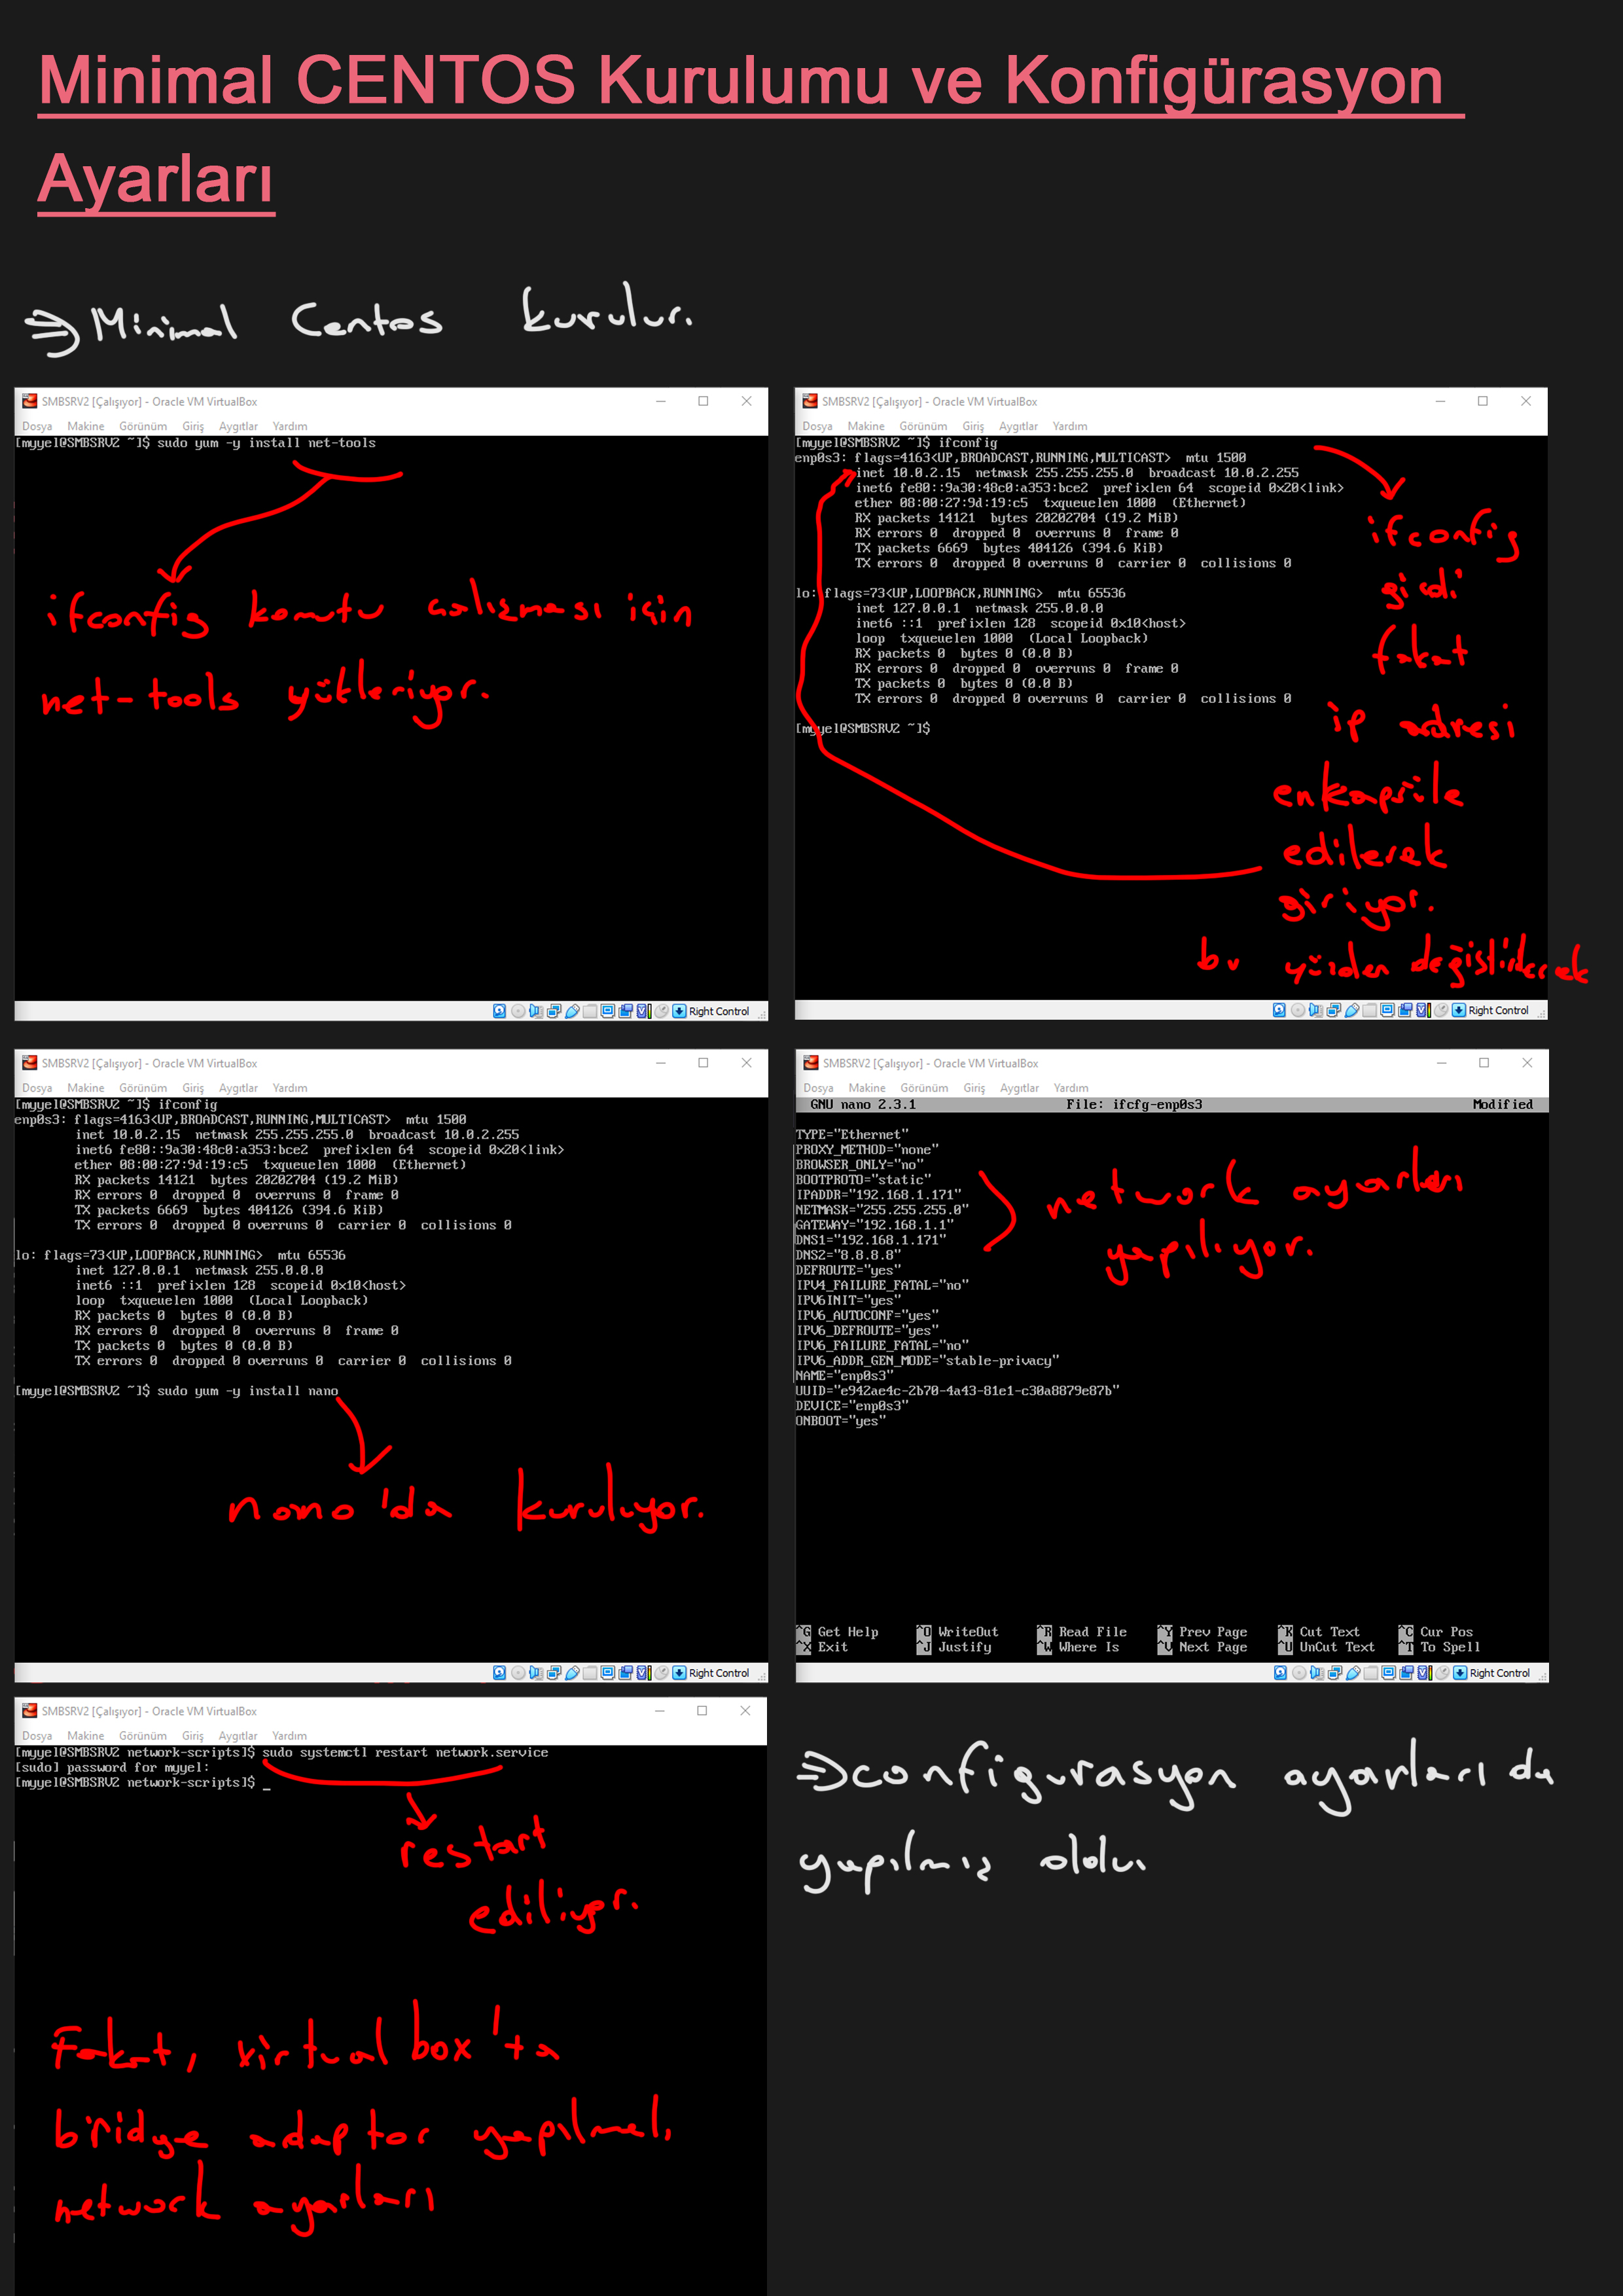 Minimal CENTOS Kurulumu ve Konfigürasyon
Ayarları
⇒ Minimal Centos kurulur.
SMBSRV2 [Çalışıyor] - Oracle VM VirtualBox
Dosya Makine Görünüm Giriş Aygıtlar Yardım
[myyel@SMBSRV2 ~]$ sudo yum -y install net-tools
ifconfig komutu çalışması için
net-tools yükleniyor.
Right Control
SMBSRV2 [Çalışıyor] - Oracle VM VirtualBox
Dosya Makine Görünüm Giriş Aygıtlar Yardım
[myyel@SMBSRV2 ~]$ ifconfig
enp0s3: flags=4163<UP,BROADCAST,RUNNING,MULTICAST> mtu 1500
inet 10.0.2.15 netmask 255.255.255.0 broadcast 10.0.2.255
inet6 fe80::9a30:48c0:a353:bce2 prefixlen 64 scopeid 0x20<link>
ether 08:00:27:9d:19:c5 txqueuelen 1000 (Ethernet)
RX packets 14121 bytes 20202704 (19.2 MiB)
RX errors 0 dropped 0 overruns 0 frame 0
TX packets 6669 bytes 404126 (394.6 KiB)
TX errors 0 dropped 0 overruns 0 carrier 0 collisions 0
lo: flags=73<UP,LOOPBACK,RUNNING> mtu 65536
inet 127.0.0.1 netmask 255.0.0.0
inet6 ::1 prefixlen 128 scopeid 0x10<host>
loop txqueuelen 1000 (Local Loopback)
RX packets 0 bytes 0 (0.0 B)
RX errors 0 dropped 0 overruns 0 frame 0
TX packets 0 bytes 0 (0.0 B)
TX errors 0 dropped 0 overruns 0 carrier 0 collisions 0
[myyel@SMBSRV2 ~]$
ifconfig
girdi
fakat
ip adresi
enkapsüle
edilerek
giriyor.
bu yüzden değiştirilecek
Right Control
SMBSRV2 [Çalışıyor] - Oracle VM VirtualBox
Dosya Makine Görünüm Giriş Aygıtlar Yardım
[myyel@SMBSRV2 ~]$ ifconfig
enp0s3: flags=4163<UP,BROADCAST,RUNNING,MULTICAST> mtu 1500
inet 10.0.2.15 netmask 255.255.255.0 broadcast 10.0.2.255
inet6 fe80::9a30:48c0:a353:bce2 prefixlen 64 scopeid 0x20<link>
ether 08:00:27:9d:19:c5 txqueuelen 1000 (Ethernet)
RX packets 14121 bytes 20202704 (19.2 MiB)
RX errors 0 dropped 0 overruns 0 frame 0
TX packets 6669 bytes 404126 (394.6 KiB)
TX errors 0 dropped 0 overruns 0 carrier 0 collisions 0
lo: flags=73<UP,LOOPBACK,RUNNING> mtu 65536
inet 127.0.0.1 netmask 255.0.0.0
inet6 ::1 prefixlen 128 scopeid 0x10<host>
loop txqueuelen 1000 (Local Loopback)
RX packets 0 bytes 0 (0.0 B)
RX errors 0 dropped 0 overruns 0 frame 0
TX packets 0 bytes 0 (0.0 B)
TX errors 0 dropped 0 overruns 0 carrier 0 collisions 0
[myyel@SMBSRV2 ~]$ sudo yum -y install nano
nano'da kuruluyor.
Right Control
SMBSRV2 [Çalışıyor] - Oracle VM VirtualBox
Dosya Makine Görünüm Giriş Aygıtlar Yardım
GNU nano 2.3.1 File: ifcfg-enp0s3 Modified
TYPE="Ethernet"
PROXY_METHOD="none"
BROWSER_ONLY="no"
BOOTPROTO="static"
IPADDR="192.168.1.171"
NETMASK="255.255.255.0"
GATEWAY="192.168.1.1"
DNS1="192.168.1.171"
DNS2="8.8.8.8"
DEFROUTE="yes"
IPV4_FAILURE_FATAL="no"
IPV6INIT="yes"
IPV6_AUTOCONF="yes"
IPV6_DEFROUTE="yes"
IPV6_FAILURE_FATAL="no"
IPV6_ADDR_GEN_MODE="stable-privacy"
NAME="enp0s3"
UUID="e942ae4c-2b70-4a43-81e1-c30a8879e87b"
DEVICE="enp0s3"
ONBOOT="yes"
network ayarları
yapılıyor.
^G Get Help ^O WriteOut ^R Read File ^Y Prev Page ^K Cut Text ^C Cur Pos
^X Exit ^J Justify ^W Where Is ^V Next Page ^U UnCut Text ^T To Spell
Right Control
SMBSRV2 [Çalışıyor] - Oracle VM VirtualBox
Dosya Makine Görünüm Giriş Aygıtlar Yardım
[myyel@SMBSRV2 network-scripts]$ sudo systemctl restart network.service
[sudo] password for myyel:
[myyel@SMBSRV2 network-scripts]$ _
restart
ediliyor.
Fakat, virtual box'ta
bridge adaptor yapılmalı
network ayarları
⇒ configurasyon ayarları da
yapılmış oldu.